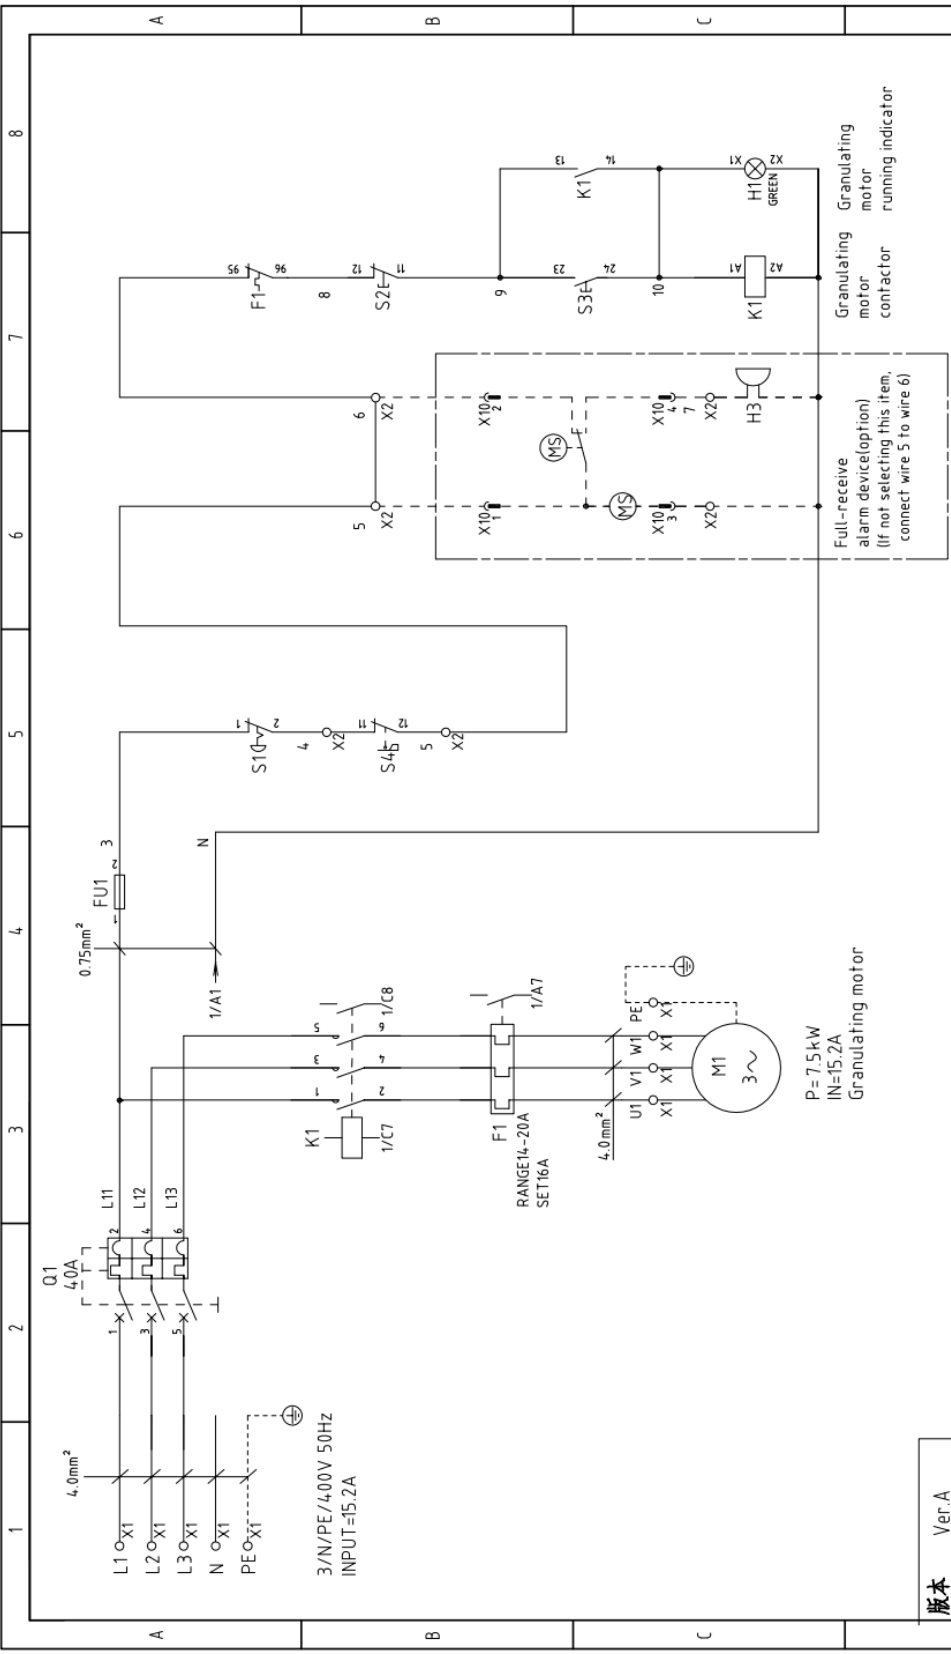 1 2 3 4 5 6 7 8
A
B
C
A
B
C
L1 X1
L2 X1
L3 X1
N X1
PE X1
4.0mm²
3/N/PE/400V 50Hz
INPUT=15.2A
Q1
40A
1 2 L11
3 4 L12
5 6 L13
0.75mm²
FU1
1 2 3
N
1/A1
K1
1/C7
1 2
3 4
5 6
1/C8
F1
RANGE14-20A
SET16A
1/A7
4.0mm²
U1 V1 W1 PE
X1 X1 X1 X1
M1
3~
P=7.5kW
IN=15.2A
Granulating motor
S1
1 2
4
X2
S4
11 12
5
X2
5
X2
6
X2
X10
1
X10
2
MS
MS
X10
3
X2
X10
4
7
X2
H3
Full-receive
alarm device(option)
(If not selecting this item,
connect wire 5 to wire 6)
F1
95 96
8
S2
12 11
9
S3
23 24
10
K1
A1 A2
Granulating
motor
contactor
K1
13 14
H1
GREEN
X1 X2
Granulating
motor
running indicator
版本 Ver.A